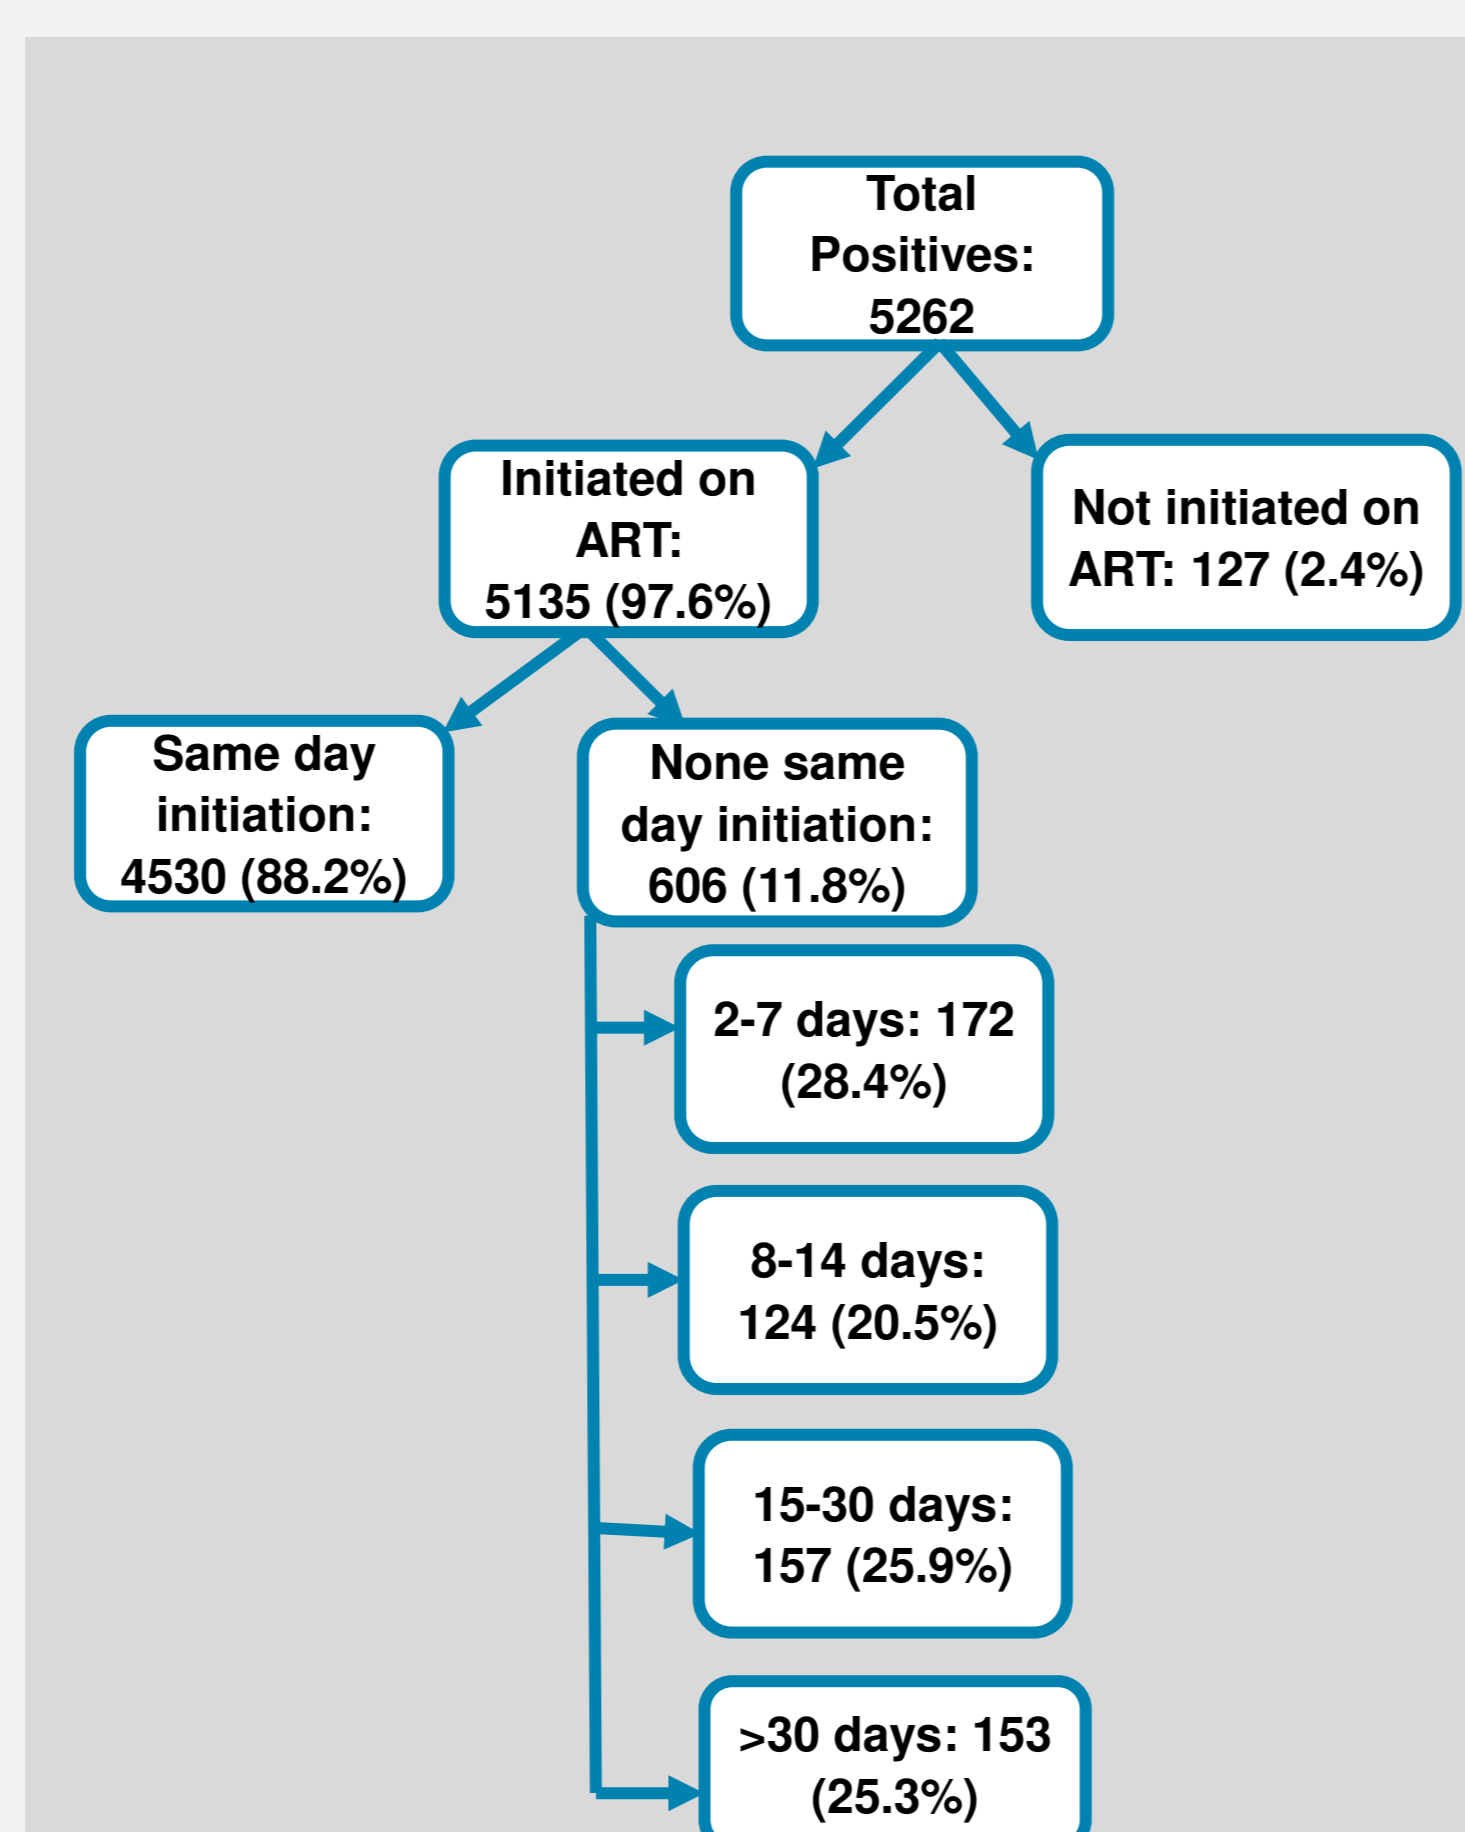 Total
Positives:
5262
Initiated on
ART:
5135 (97.6%)
Not initiated on
ART: 127 (2.4%)
Same day
initiation:
4530 (88.2%)
None same
day initiation:
606 (11.8%)
2-7 days: 172
(28.4%)
8-14 days:
124 (20.5%)
15-30 days:
157 (25.9%)
>30 days: 153
(25.3%)